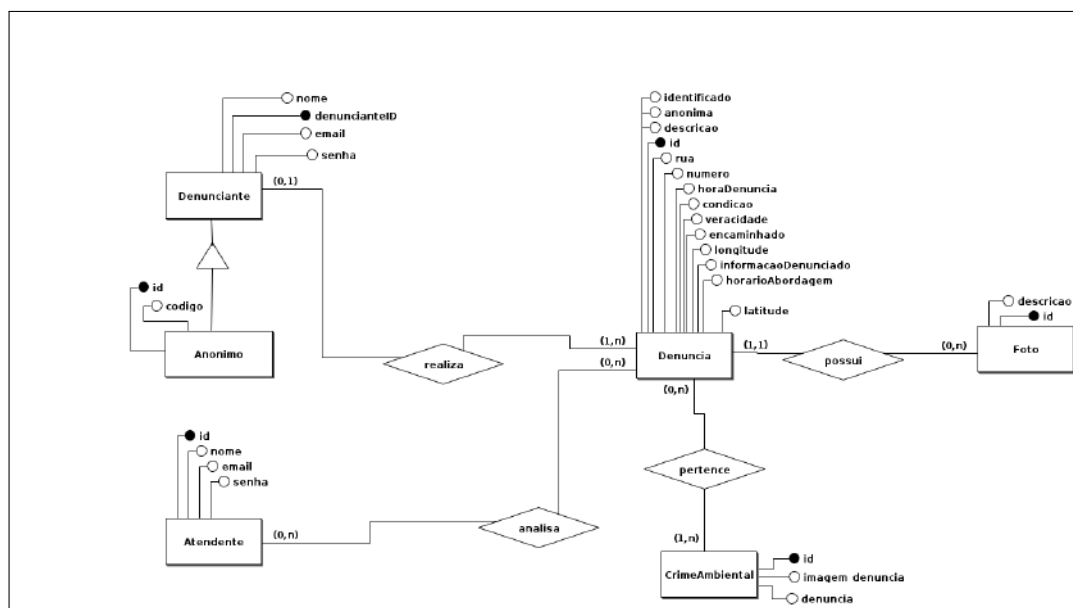 nome
denuncianteID
email
senha
Denunciante
(0,1)
id
codigo
Anonimo
realiza
identificado
anonima
descricao
id
rua
numero
horaDenuncia
condicao
veracidade
encaminhado
longitude
informacaoDenunciado
horarioAbordagem
latitude
(1,n)
Denuncia
(1,1)
(0,n)
(0,n)
possui
descricao
id
(0,n)
Foto
id
nome
email
senha
Atendente
(0,n)
analisa
pertence
(1,n)
CrimeAmbiental
id
imagem denuncia
denuncia